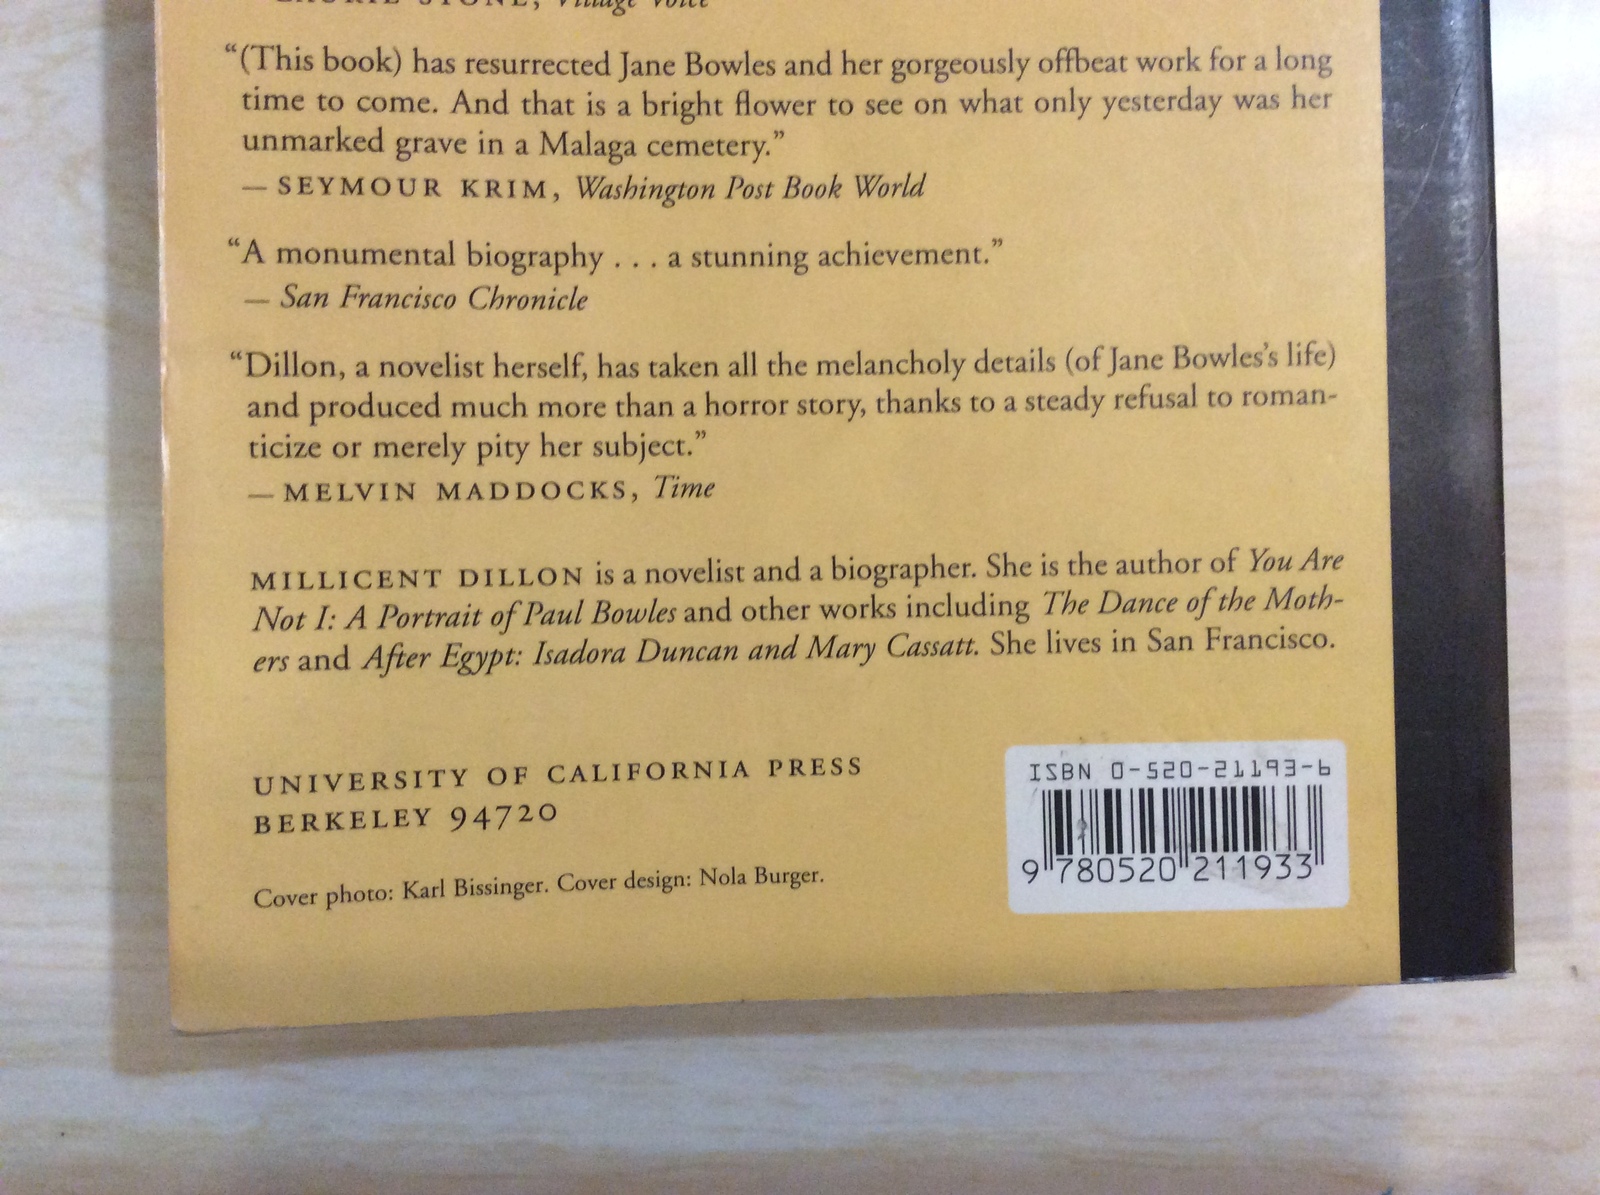 LAURIE STONE, Village Voice
“(This book) has resurrected Jane Bowles and her gorgeously offbeat work for a long
time to come. And that is a bright flower to see on what only yesterday was her
unmarked grave in a Malaga cemetery.”
— SEYMOUR KRIM, Washington Post Book World
“A monumental biography . . . a stunning achievement.”
— San Francisco Chronicle
“Dillon, a novelist herself, has taken all the melancholy details (of Jane Bowles’s life)
and produced much more than a horror story, thanks to a steady refusal to roman-
ticize or merely pity her subject.”
— MELVIN MADDOCKS, Time
MILLICENT DILLON is a novelist and a biographer. She is the author of You Are
Not I: A Portrait of Paul Bowles and other works including The Dance of the Moth-
ers and After Egypt: Isadora Duncan and Mary Cassatt. She lives in San Francisco.
UNIVERSITY OF CALIFORNIA PRESS
BERKELEY 94720
Cover photo: Karl Bissinger. Cover design: Nola Burger.
ISBN 0-520-21193-6
9 780520 211933